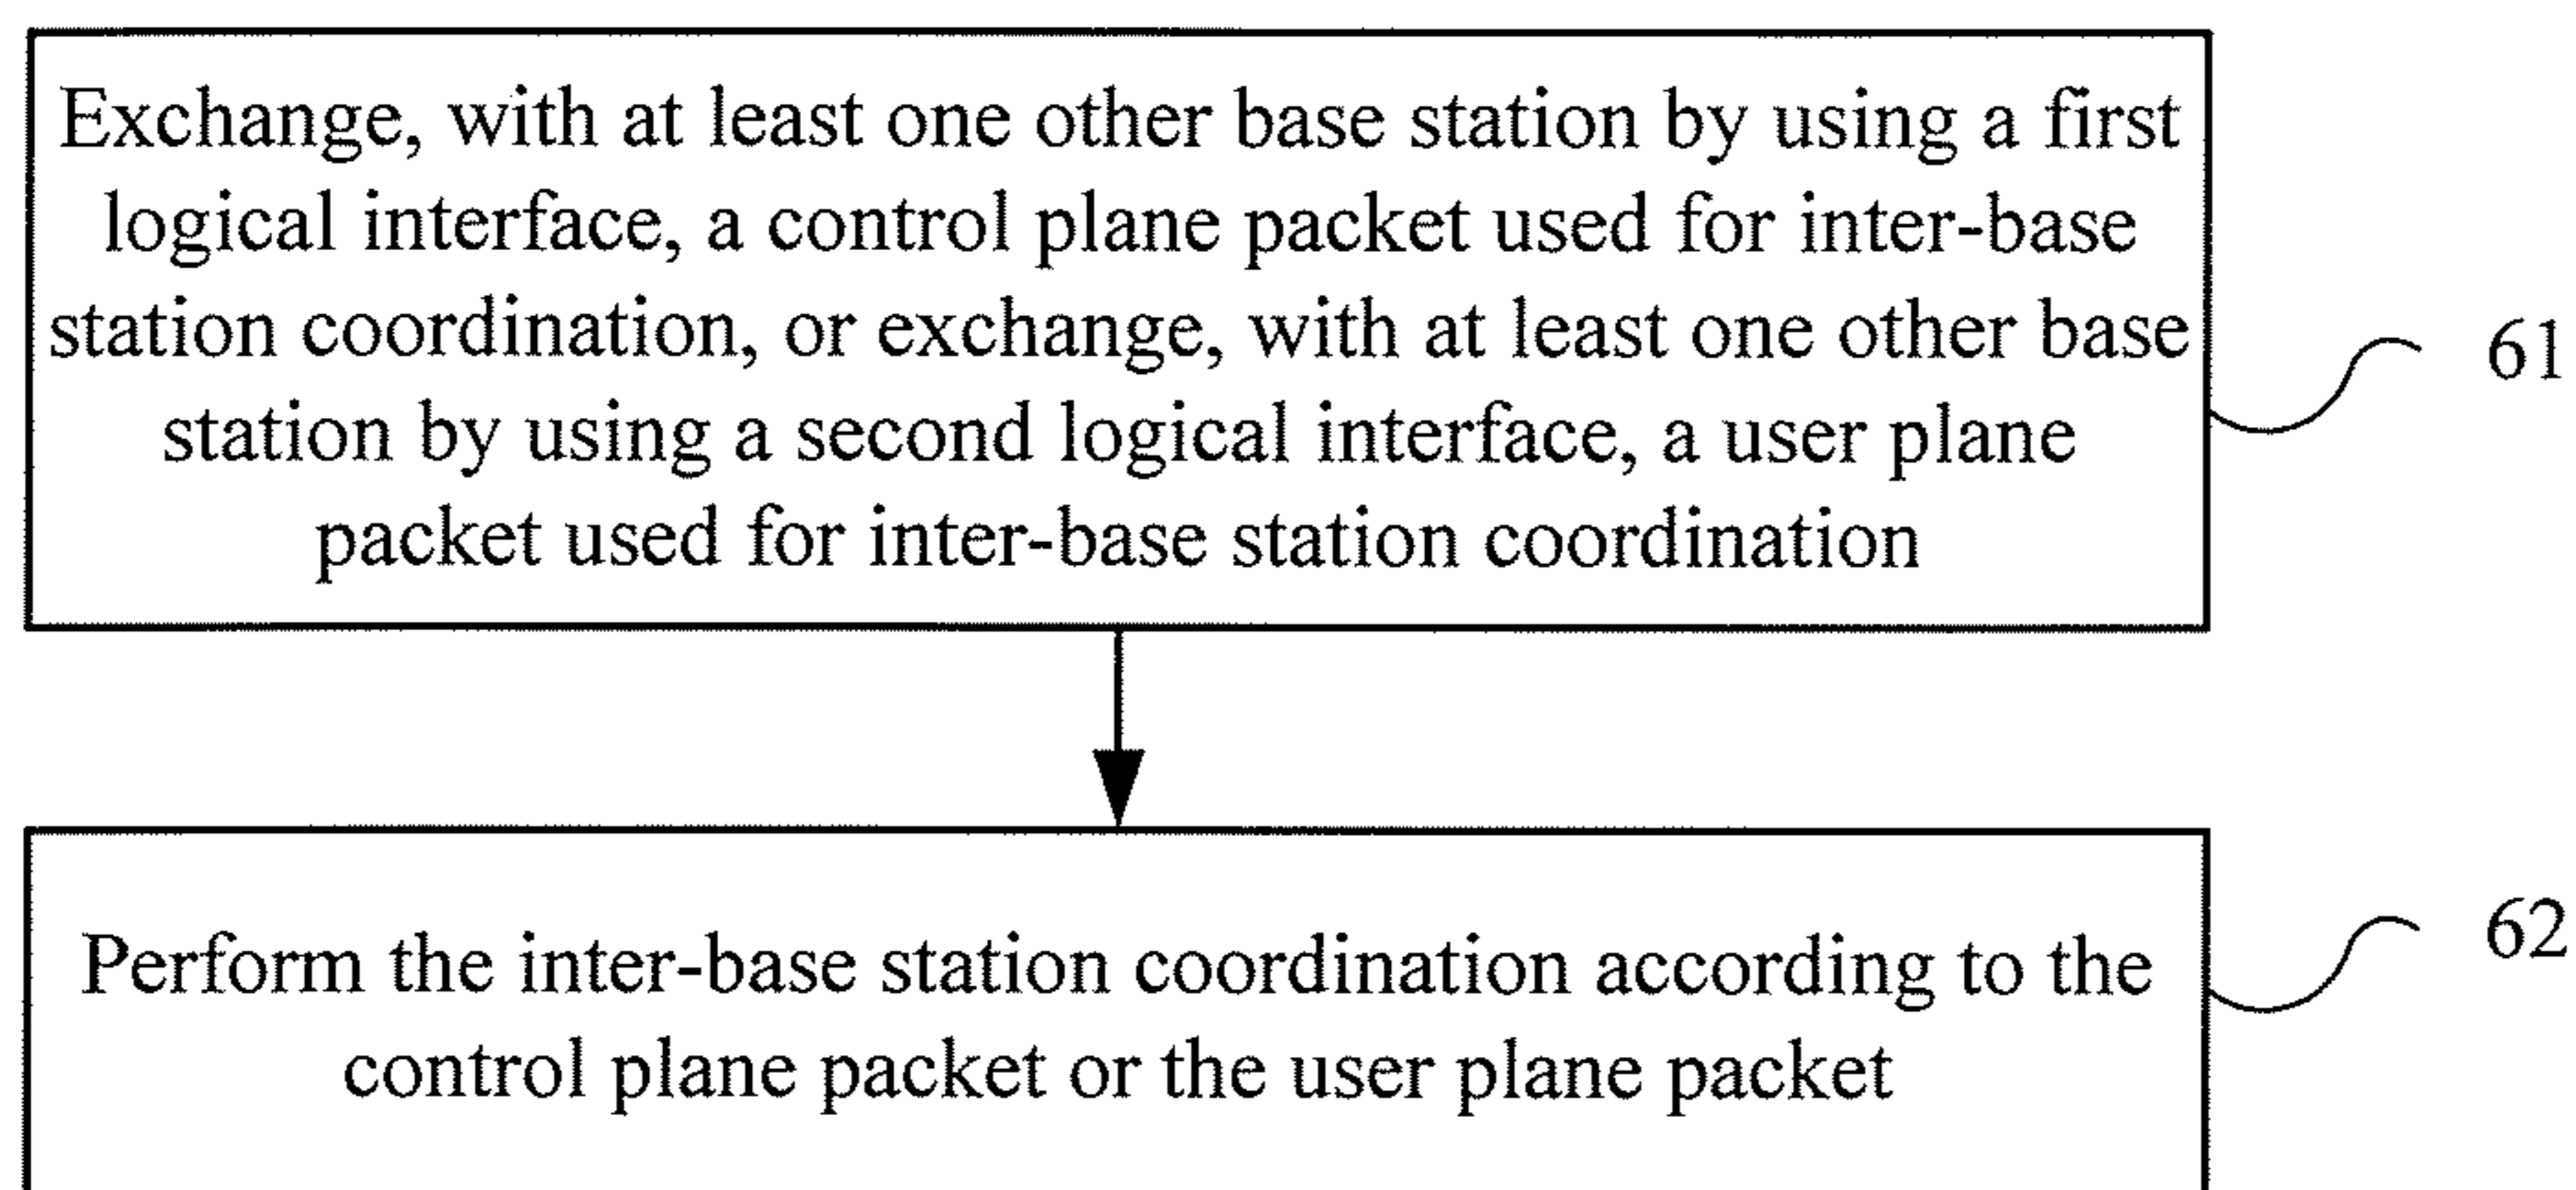 Exchange, with at least one other base station by using a first
logical interface, a control plane packet used for inter-base
station coordination, or exchange, with at least one other base
station by using a second logical interface, a user plane
packet used for inter-base station coordination
61
Perform the inter-base station coordination according to the
control plane packet or the user plane packet
62